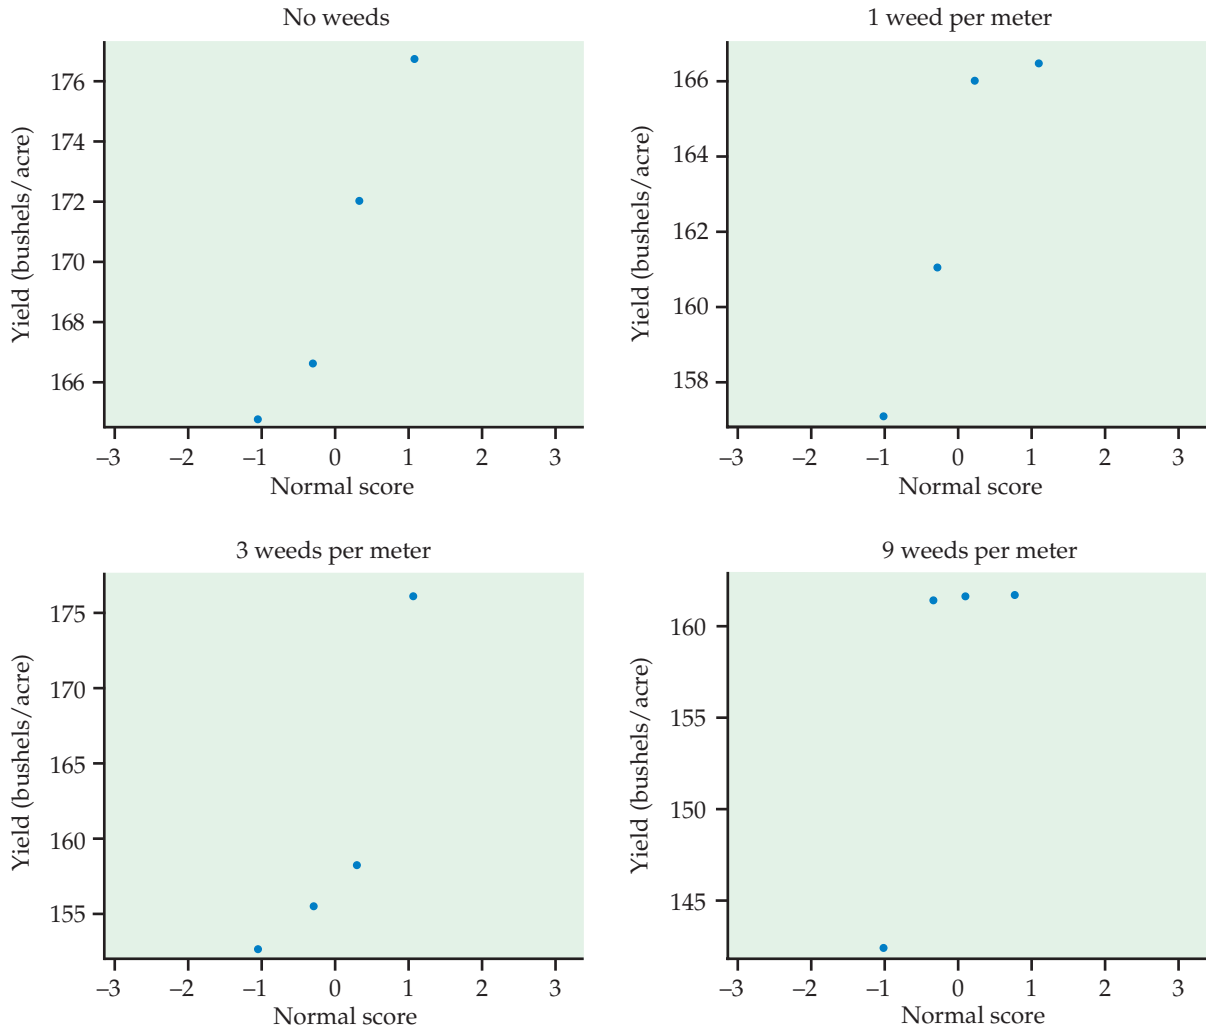 No weeds
Yield (bushels/acre)
176
174
172
170
168
166
–3 –2 –1 0 1 2 3
Normal score
1 weed per meter
Yield (bushels/acre)
166
164
162
160
158
–3 –2 –1 0 1 2 3
Normal score
3 weeds per meter
Yield (bushels/acre)
175
170
165
160
155
–3 –2 –1 0 1 2 3
Normal score
9 weeds per meter
Yield (bushels/acre)
160
155
150
145
–3 –2 –1 0 1 2 3
Normal score